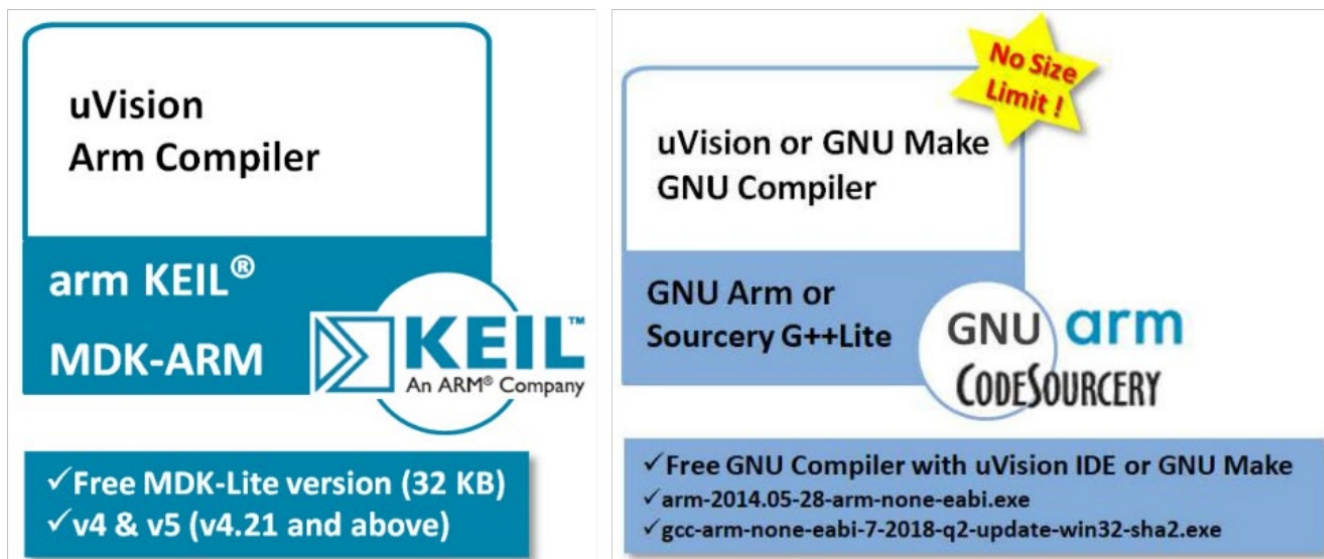 uVision
Arm Compiler
arm KEIL®
MDK-ARM
KEIL™
An ARM® Company
✓Free MDK-Lite version (32 KB)
✓v4 & v5 (v4.21 and above)
No Size
Limit !
uVision or GNU Make
GNU Compiler
GNU Arm or
Sourcery G++Lite
GNU arm
CODESOURCERY
✓Free GNU Compiler with uVision IDE or GNU Make
✓arm-2014.05-28-arm-none-eabi.exe
✓gcc-arm-none-eabi-7-2018-q2-update-win32-sha2.exe